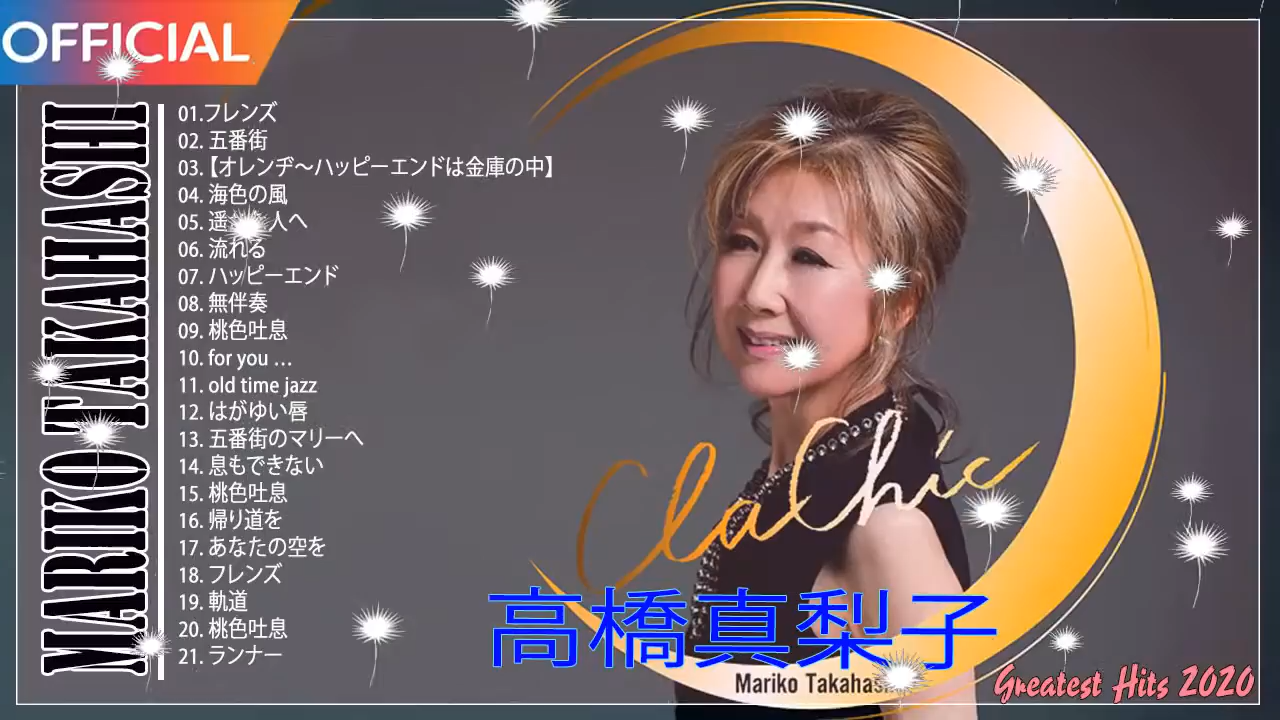 OFFICIAL
MARIKO TAKAHASHI
01.フレンズ
02. 五番街
03.【オレンヂ〜ハッピーエンドは金庫の中】
04. 海色の風
05. 遥 人へ
06. 流れる
07. ハッピーエンド
08. 無伴奏
09. 桃色吐息
10. for you ...
11. old time jazz
12. はがゆい唇
13. 五番街のマリーへ
14. 息もできない
15. 桃色吐息
16. 帰り道を
17. あなたの空を
18. フレンズ
19. 軌道
20. 桃色吐息
21. ランナー
ClaChic
高橋真梨子
Mariko Takahas
Greatest Hits 2020